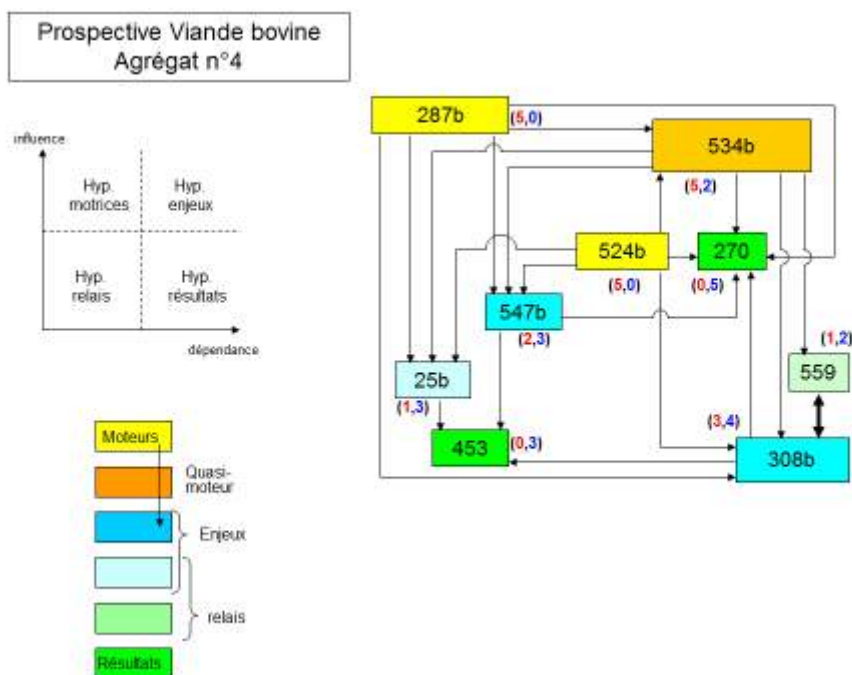 Prospective Viande bovine
Agrégat n°4
287b
(5,0)
534b
(5,2)
influence
Hyp.
motrices
Hyp.
enjeux
Hyp.
relais
Hyp.
résultats
dépendance
524b
(5,0)
270
(0,5)
547b
(2,3)
(1,2)
559
25b
(1,3)
(3,4)
453
(0,3)
308b
Moteurs
Quasi-
moteur
Enjeux
relais
Résultats